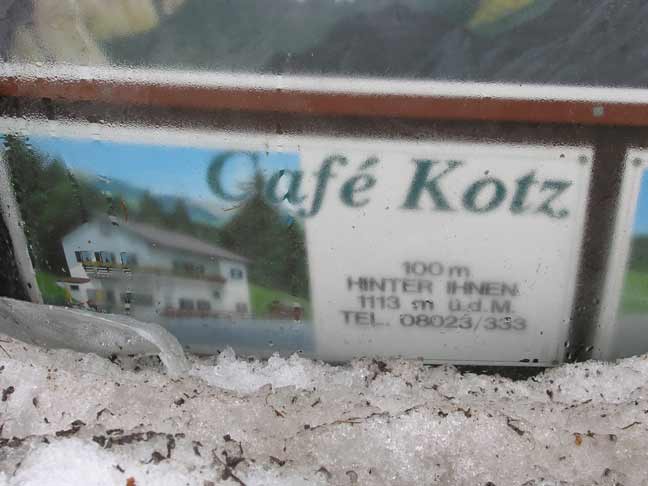 Café Kotz
100 m
HINTER IHNEN
1113 m ü.d.M.
TEL. 08023/333